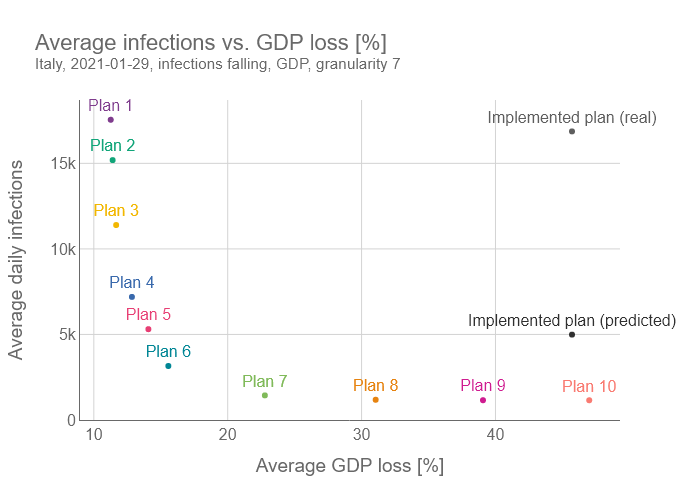 Average infections vs. GDP loss [%]
Italy, 2021-01-29, infections falling, GDP, granularity 7
Plan 1
Implemented plan (real)
Plan 2
15k
Plan 3
10k
Plan 4
Plan 5
Implemented plan (predicted)
5k
Plan 6
Plan 7
Plan 8
Plan 9
Plan 10
0
10
20
30
40
Average GDP loss [%]
Average daily infections